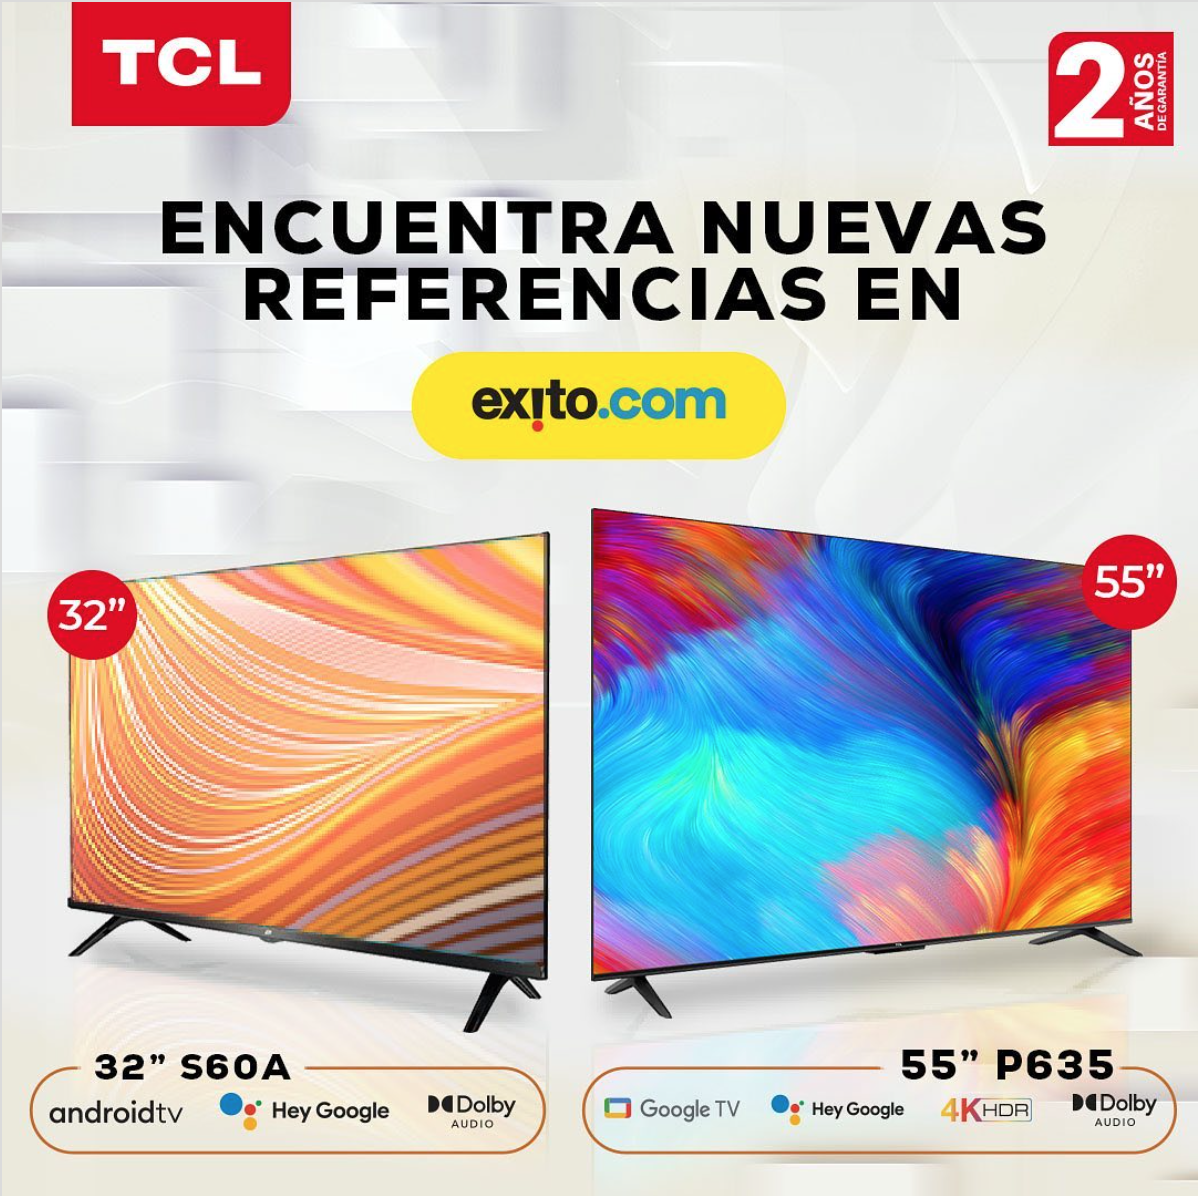 TCL
2 AÑOS
DE GARANTÍA
ENCUENTRA NUEVAS
REFERENCIAS EN
exito.com
32”
55”
32” S60A
androidtv
Hey Google
Dolby
AUDIO
55” P635
Google TV
Hey Google
4K HDR
Dolby
AUDIO